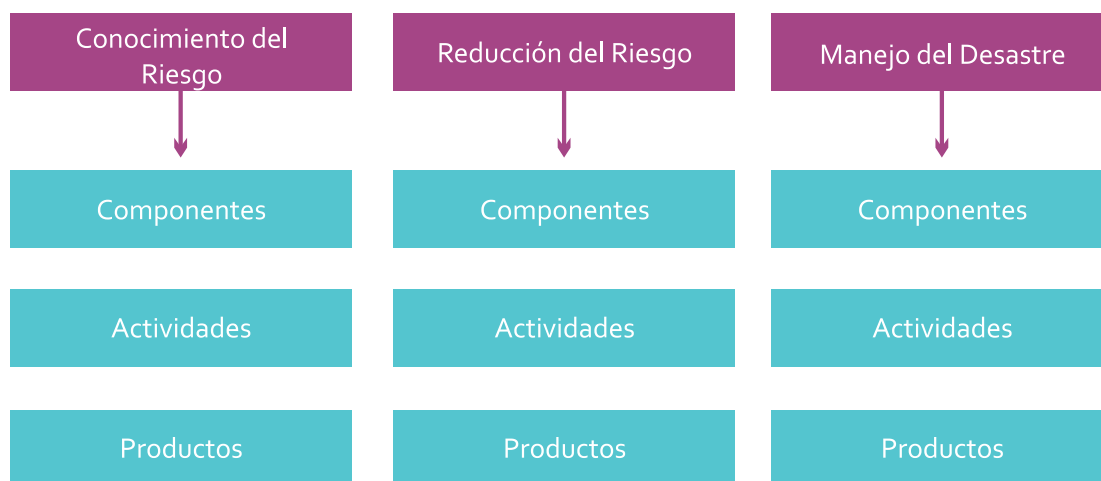 Conocimiento del
Riesgo
Reducción del Riesgo
Manejo del Desastre
Componentes
Componentes
Componentes
Actividades
Actividades
Actividades
Productos
Productos
Productos